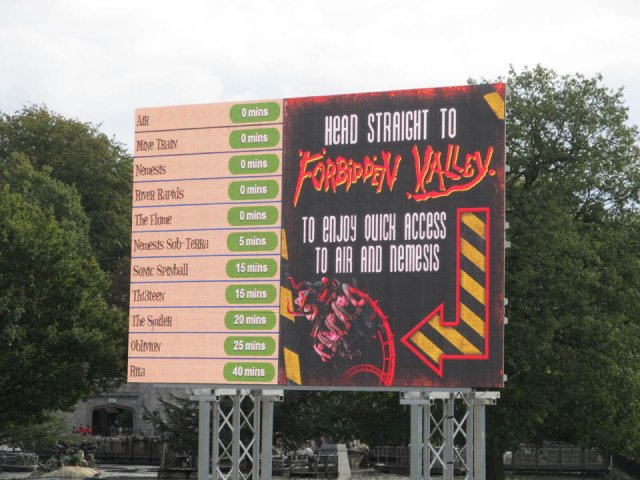 Air 0 mins
Mine Train 0 mins
Nemesis 0 mins
River Rapids 0 mins
The Flume 0 mins
Nemesis Sub-Terra 5 mins
Sonic Spinball 15 mins
Th13teen 15 mins
The Smiler 20 mins
Oblivion 25 mins
Rita 40 mins
HEAD STRAIGHT TO
FORBIDDEN VALLEY
TO ENJOY QUICK ACCESS
TO AIR AND NEMESIS